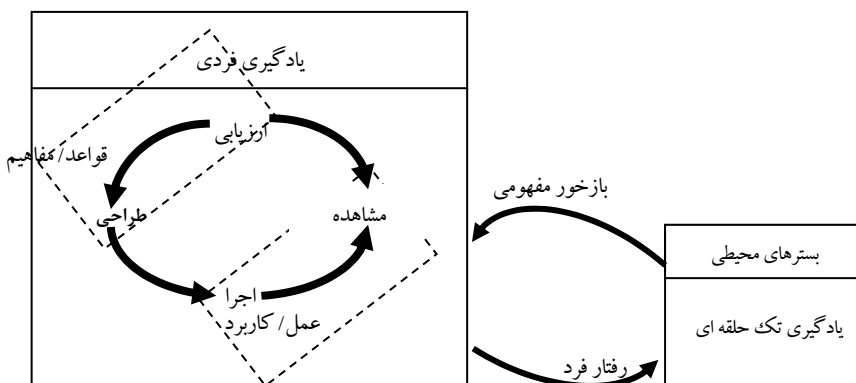 یادگیری فردی
ارزیابی
قواعد/مفاهیم
طراحی
مشاهده
اجرا
عمل/کاربرد
بازخور مفهومی
بسترهای محیطی
یادگیری تک حلقه ای
رفتار فرد